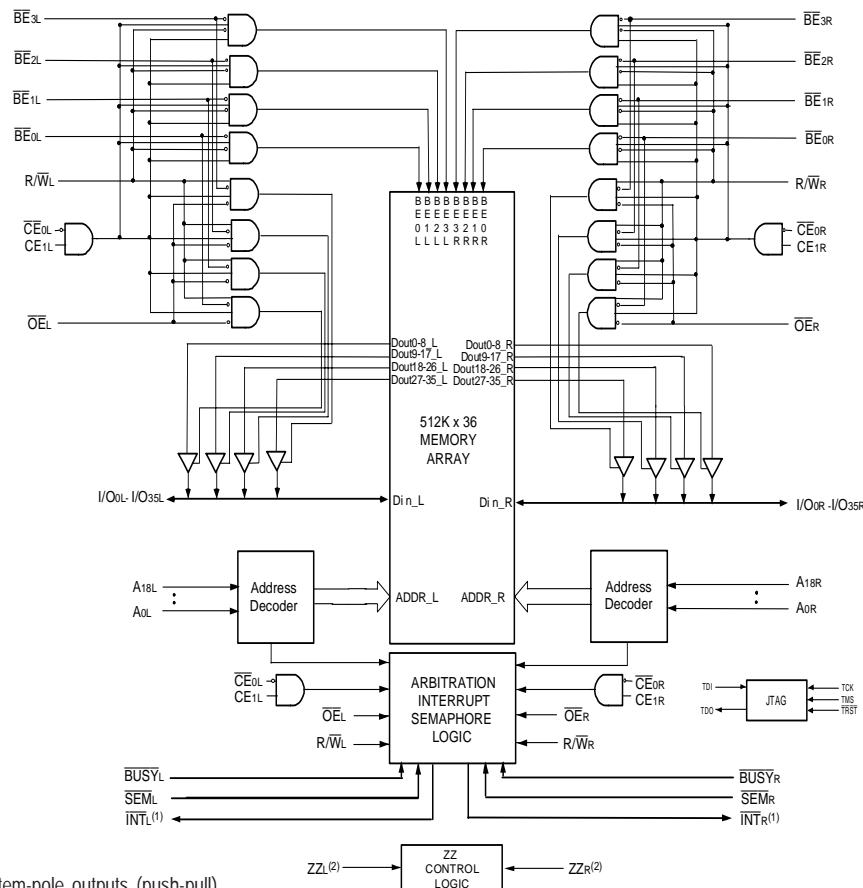 BE3L BE3R
BE2L BE2R
BE1L BE1R
BE0L BE0R
R/WL R/WR
B B B B B B B B
E E E E E E E E
0 1 2 3 3 2 1 0
L L L L R R R R
CE0L CE0R
CE1L CE1R
OEL OER
Dout0-8_L Dout0-8_R
Dout9-17_L Dout9-17_R
Dout18-26_L Dout18-26_R
Dout27-35_L Dout27-35_R
512K x 36
MEMORY
ARRAY
I/O0L- I/O35L Din_L Din_R I/O0R -I/O35R
A18L Address Address A18R
: Decoder Decoder :
A0L ADDR_L ADDR_R A0R
CE0L ARBITRATION CE0R
CE1L INTERRUPT CE1R
OEL SEMAPHORE OER
R/WL LOGIC R/WR
TDI JTAG TCK
TDO TMS
TRST
BUSYL BUSYR
SEML SEMR
INTL(1) INTR(1)
ZZL(2) ZZ ZZR(2)
CONTROL
LOGIC
tem-pole outputs (push-pull)